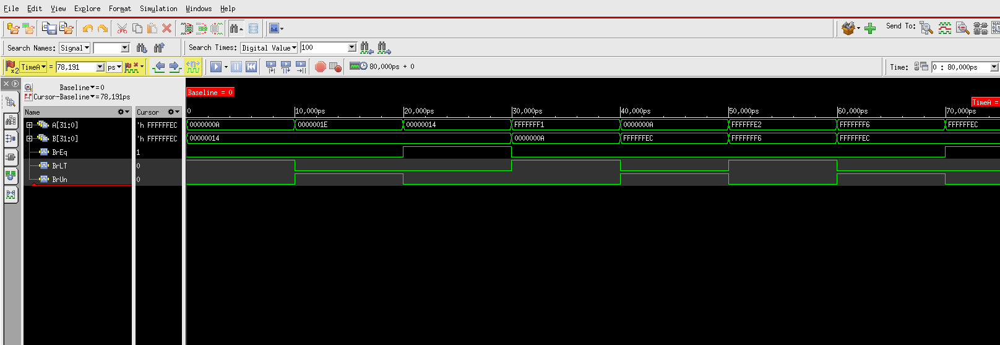 File Edit View Explore Format Simulation Windows Help
Send To:
Search Names: Signal Search Times: Digital Value 100
x2 TimeA = 78,191 ps 80,000ps + 0 Time: 0 : 80,000ps
Baseline=0
Cursor-Baseline=78,191ps
Baseline = 0
TimeA =
Name Cursor 0 10,000ps 20,000ps 30,000ps 40,000ps 50,000ps 60,000ps 70,000ps
A[31:0] 'h FFFFFFEC 0000000A 0000001E 00000014 FFFFFFF1 0000000A FFFFFFE2 FFFFFFF6 FFFFFFEC
B[31:0] 'h FFFFFFEC 00000014 0000000A FFFFFFEC FFFFFFF6 FFFFFFEC
BrEq 1
BrLT 0
BrUn 0